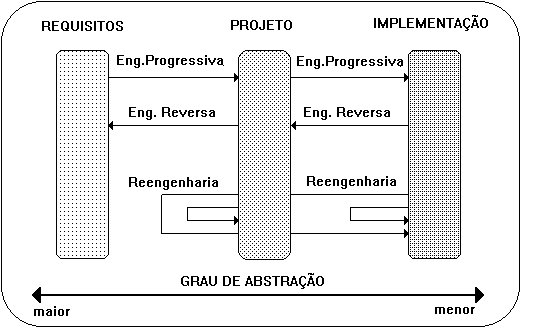 REQUISITOS PROJETO IMPLEMENTAÇÃO
Eng.Progressiva Eng.Progressiva
Eng. Reversa Eng. Reversa
Reengenharia Reengenharia
GRAU DE ABSTRAÇÃO
maior menor